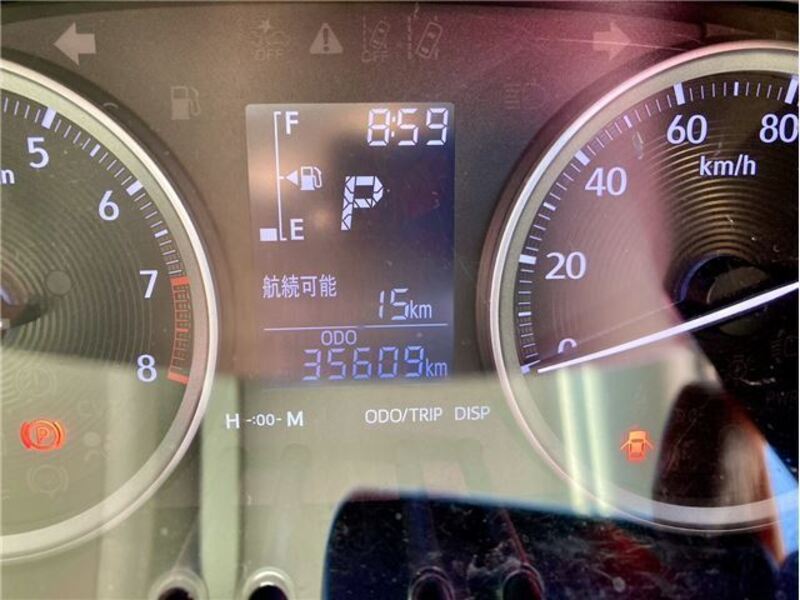 OFF
F
8:59
5
6
7
8
P
E
航続可能
15km
ODO
35609km
H -:00- M
ODO/TRIP DISP
0
20
40
60
80
km/h
(P)